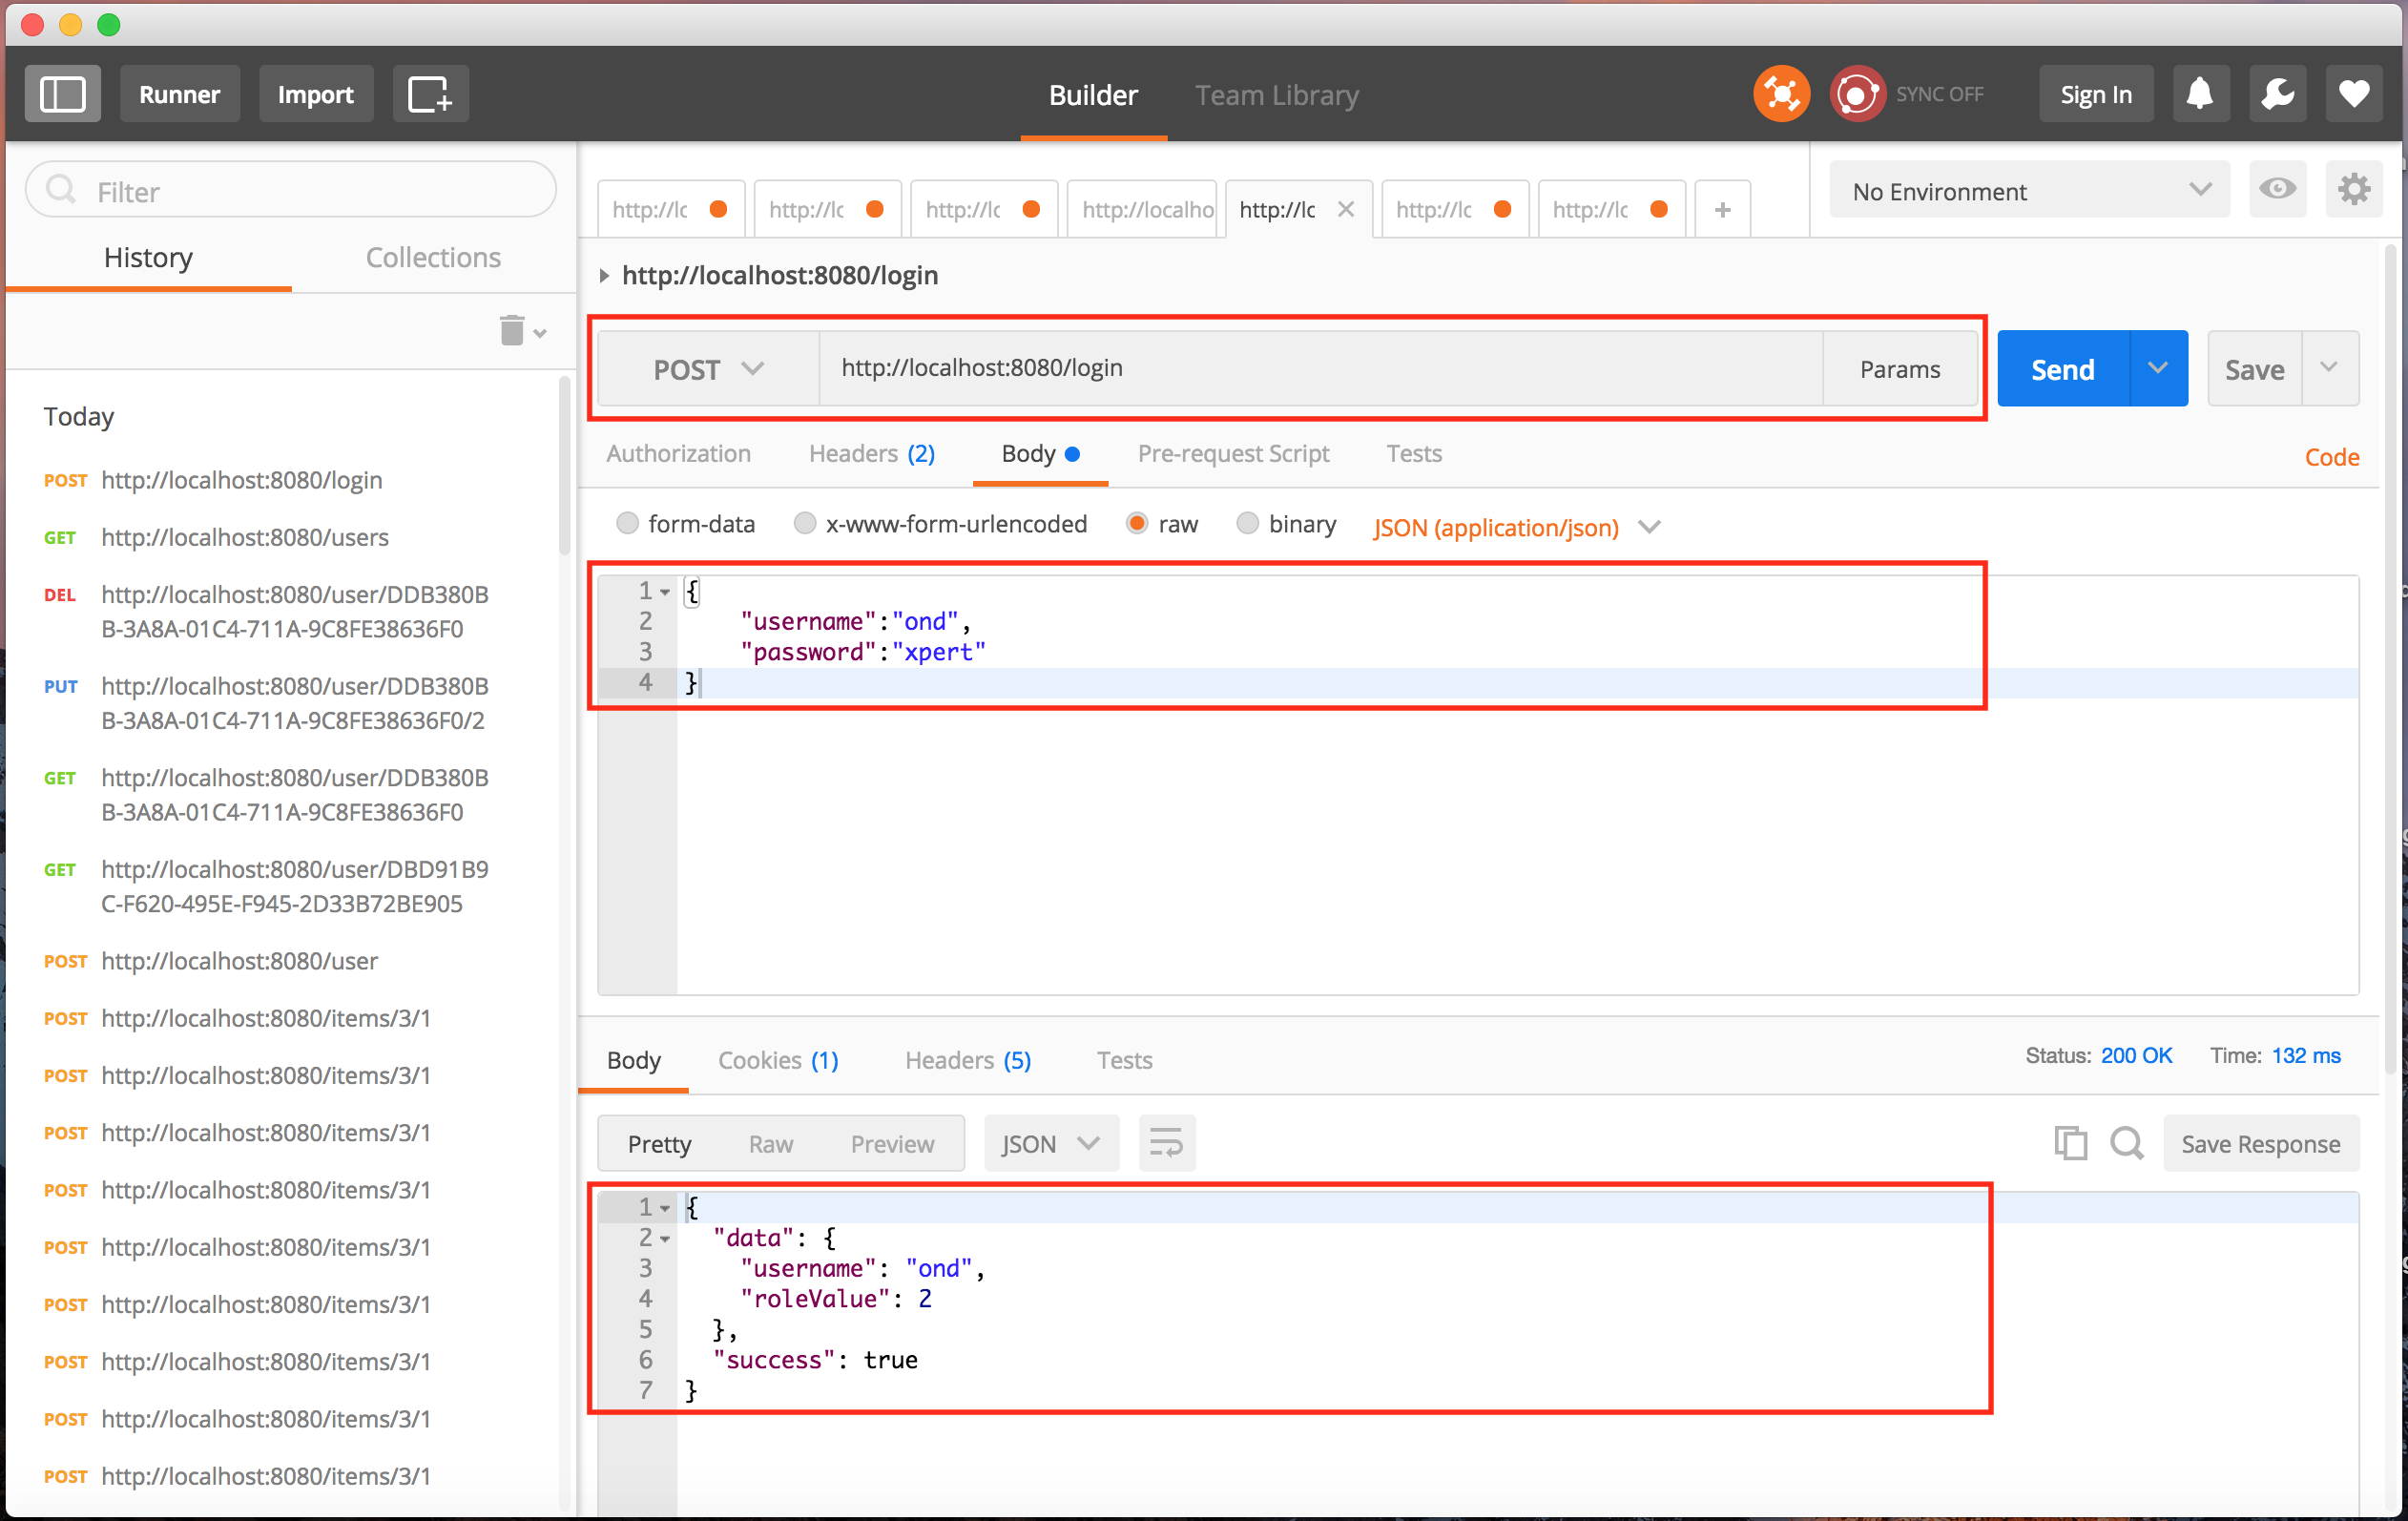 Runner
Import
Builder
Team Library
SYNC OFF
Sign In
Filter
History
Collections
Today
POST http://localhost:8080/login
GET http://localhost:8080/users
DEL http://localhost:8080/user/DDB380B
B-3A8A-01C4-711A-9C8FE38636F0
PUT http://localhost:8080/user/DDB380B
B-3A8A-01C4-711A-9C8FE38636F0/2
GET http://localhost:8080/user/DDB380B
B-3A8A-01C4-711A-9C8FE38636F0
GET http://localhost:8080/user/DBD91B9
C-F620-495E-F945-2D33B72BE905
POST http://localhost:8080/user
POST http://localhost:8080/items/3/1
POST http://localhost:8080/items/3/1
POST http://localhost:8080/items/3/1
POST http://localhost:8080/items/3/1
POST http://localhost:8080/items/3/1
POST http://localhost:8080/items/3/1
POST http://localhost:8080/items/3/1
POST http://localhost:8080/items/3/1
POST http://localhost:8080/items/3/1
http://lc
http://lc
http://lc
http://localho
http://lc
http://lc
http://lc
+
No Environment
http://localhost:8080/login
POST
http://localhost:8080/login
Params
Send
Save
Authorization
Headers (2)
Body
Pre-request Script
Tests
Code
form-data
x-www-form-urlencoded
raw
binary
JSON (application/json)
1 {
2 "username":"ond",
3 "password":"xpert"
4 }
Body
Cookies (1)
Headers (5)
Tests
Status: 200 OK
Time: 132 ms
Pretty
Raw
Preview
JSON
Save Response
1 {
2 "data": {
3 "username": "ond",
4 "roleValue": 2
5 },
6 "success": true
7 }